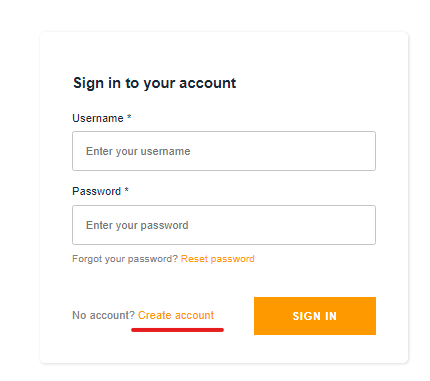 Sign in to your account
Username *
Enter your username
Password *
Enter your password
Forgot your password? Reset password
No account? Create account
SIGN IN